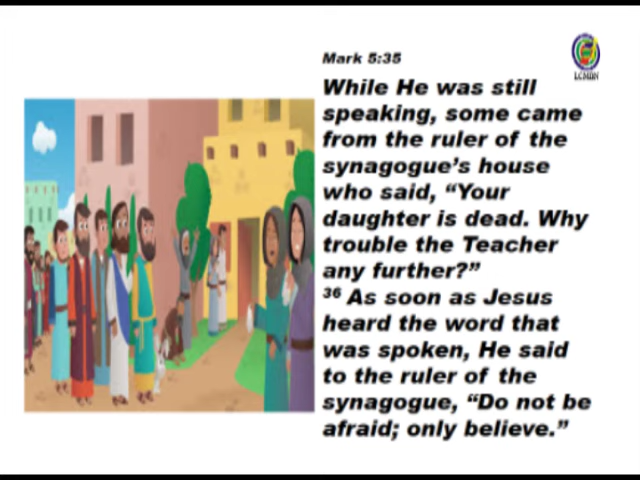 Mark 5:35
While He was still
speaking, some came
from the ruler of the
synagogue’s house
who said, “Your
daughter is dead. Why
trouble the Teacher
any further?”
36 As soon as Jesus
heard the word that
was spoken, He said
to the ruler of the
synagogue, “Do not be
afraid; only believe.”